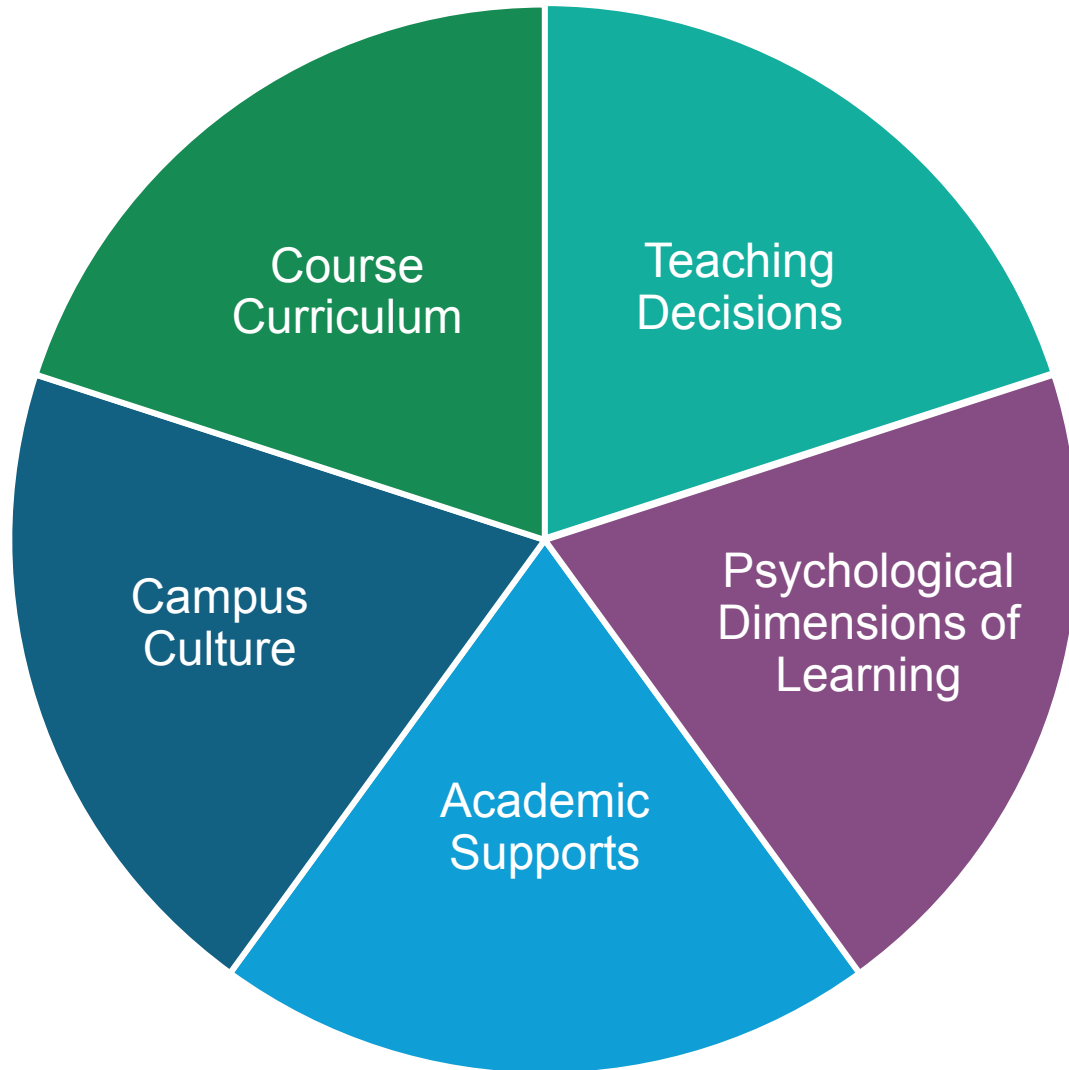 Course
Curriculum
Teaching
Decisions
Psychological
Dimensions of
Learning
Academic
Supports
Campus
Culture